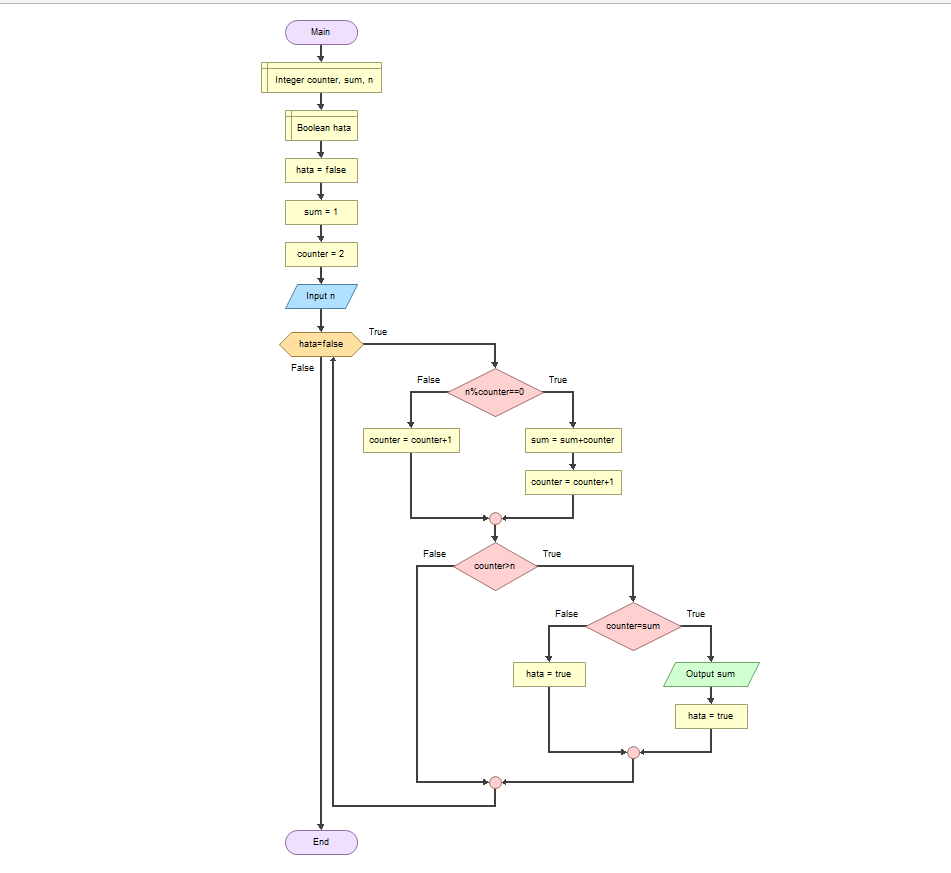 Main
Integer counter, sum, n
Boolean hata
hata = false
sum = 1
counter = 2
Input n
hata=false
True
False
n%counter==0
False
True
counter = counter+1
sum = sum+counter
counter = counter+1
counter>n
False
True
counter=sum
False
True
hata = true
Output sum
hata = true
End